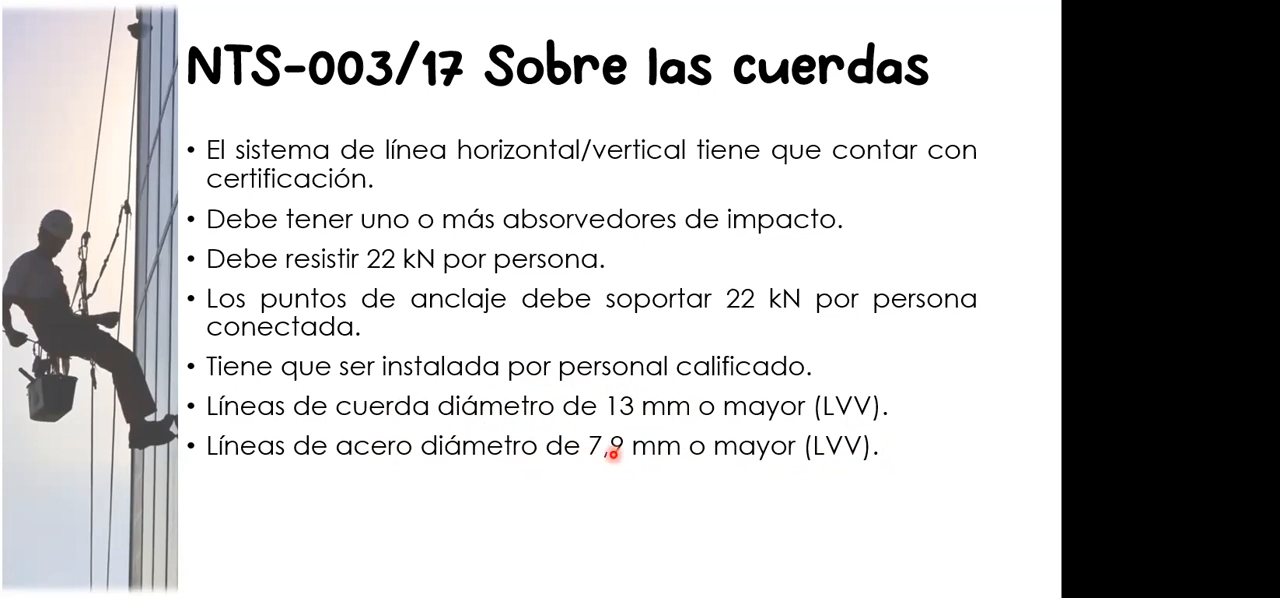 NTS-003/17 Sobre las cuerdas
• El sistema de línea horizontal/vertical tiene que contar con
certificación.
• Debe tener uno o más absorvedores de impacto.
• Debe resistir 22 kN por persona.
• Los puntos de anclaje debe soportar 22 kN por persona
conectada.
• Tiene que ser instalada por personal calificado.
• Líneas de cuerda diámetro de 13 mm o mayor (LVV).
• Líneas de acero diámetro de 7,9 mm o mayor (LVV).